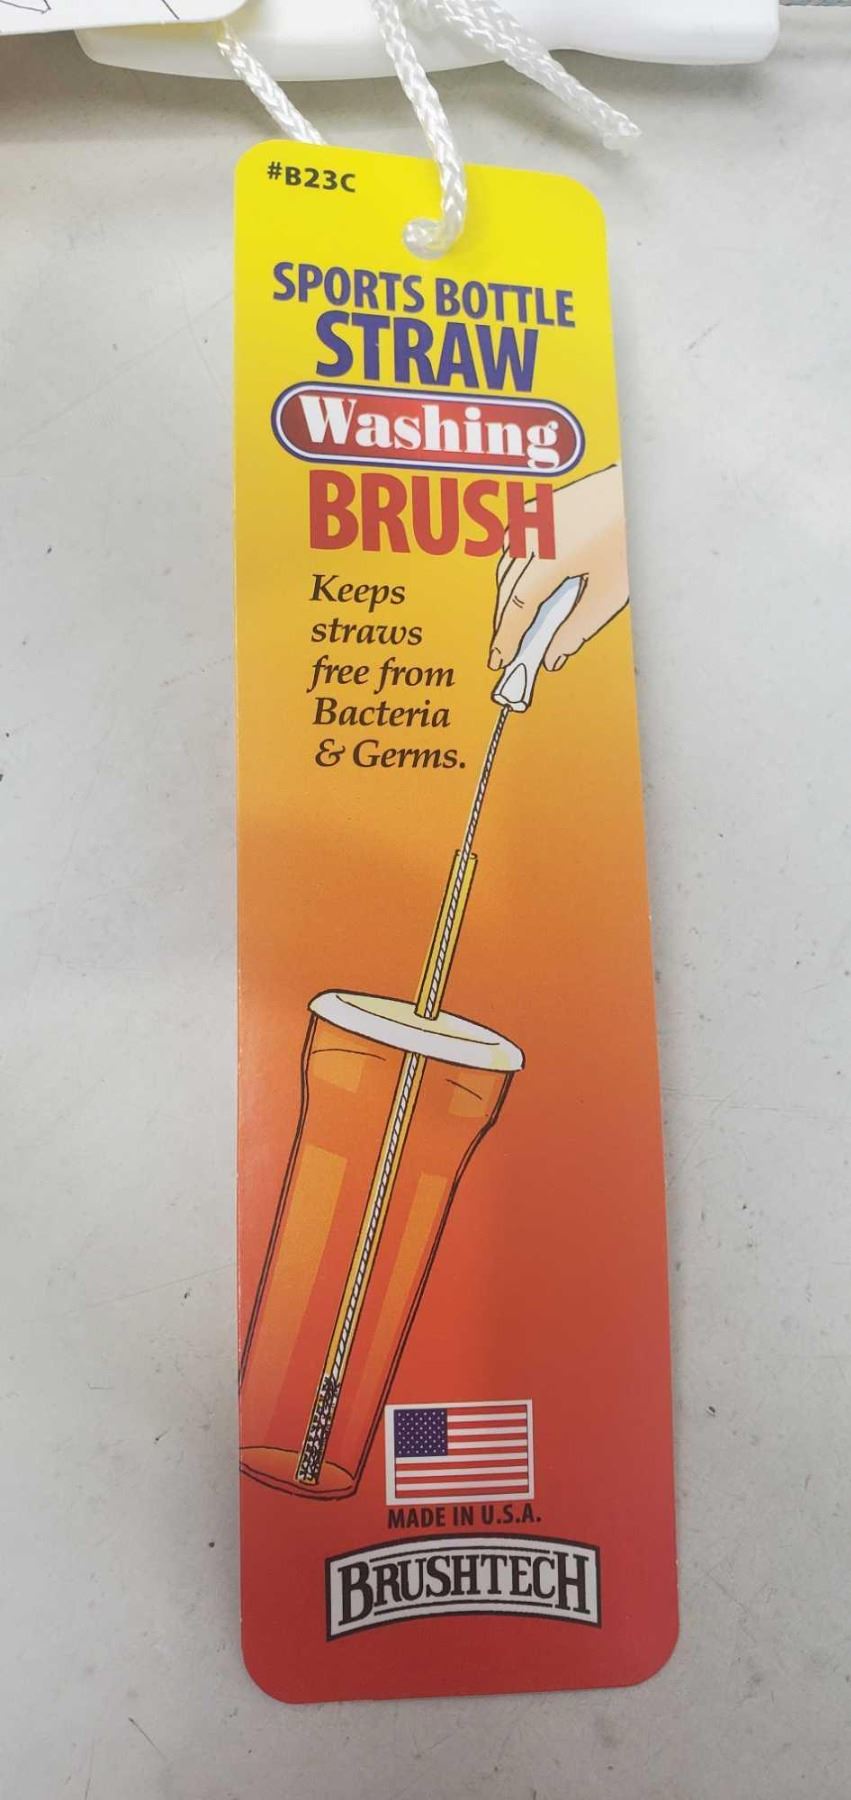 #B23C
SPORTS BOTTLE
STRAW
Washing
BRUSH
Keeps
straws
free from
Bacteria
& Germs.
MADE IN U.S.A.
BRUSHTECH